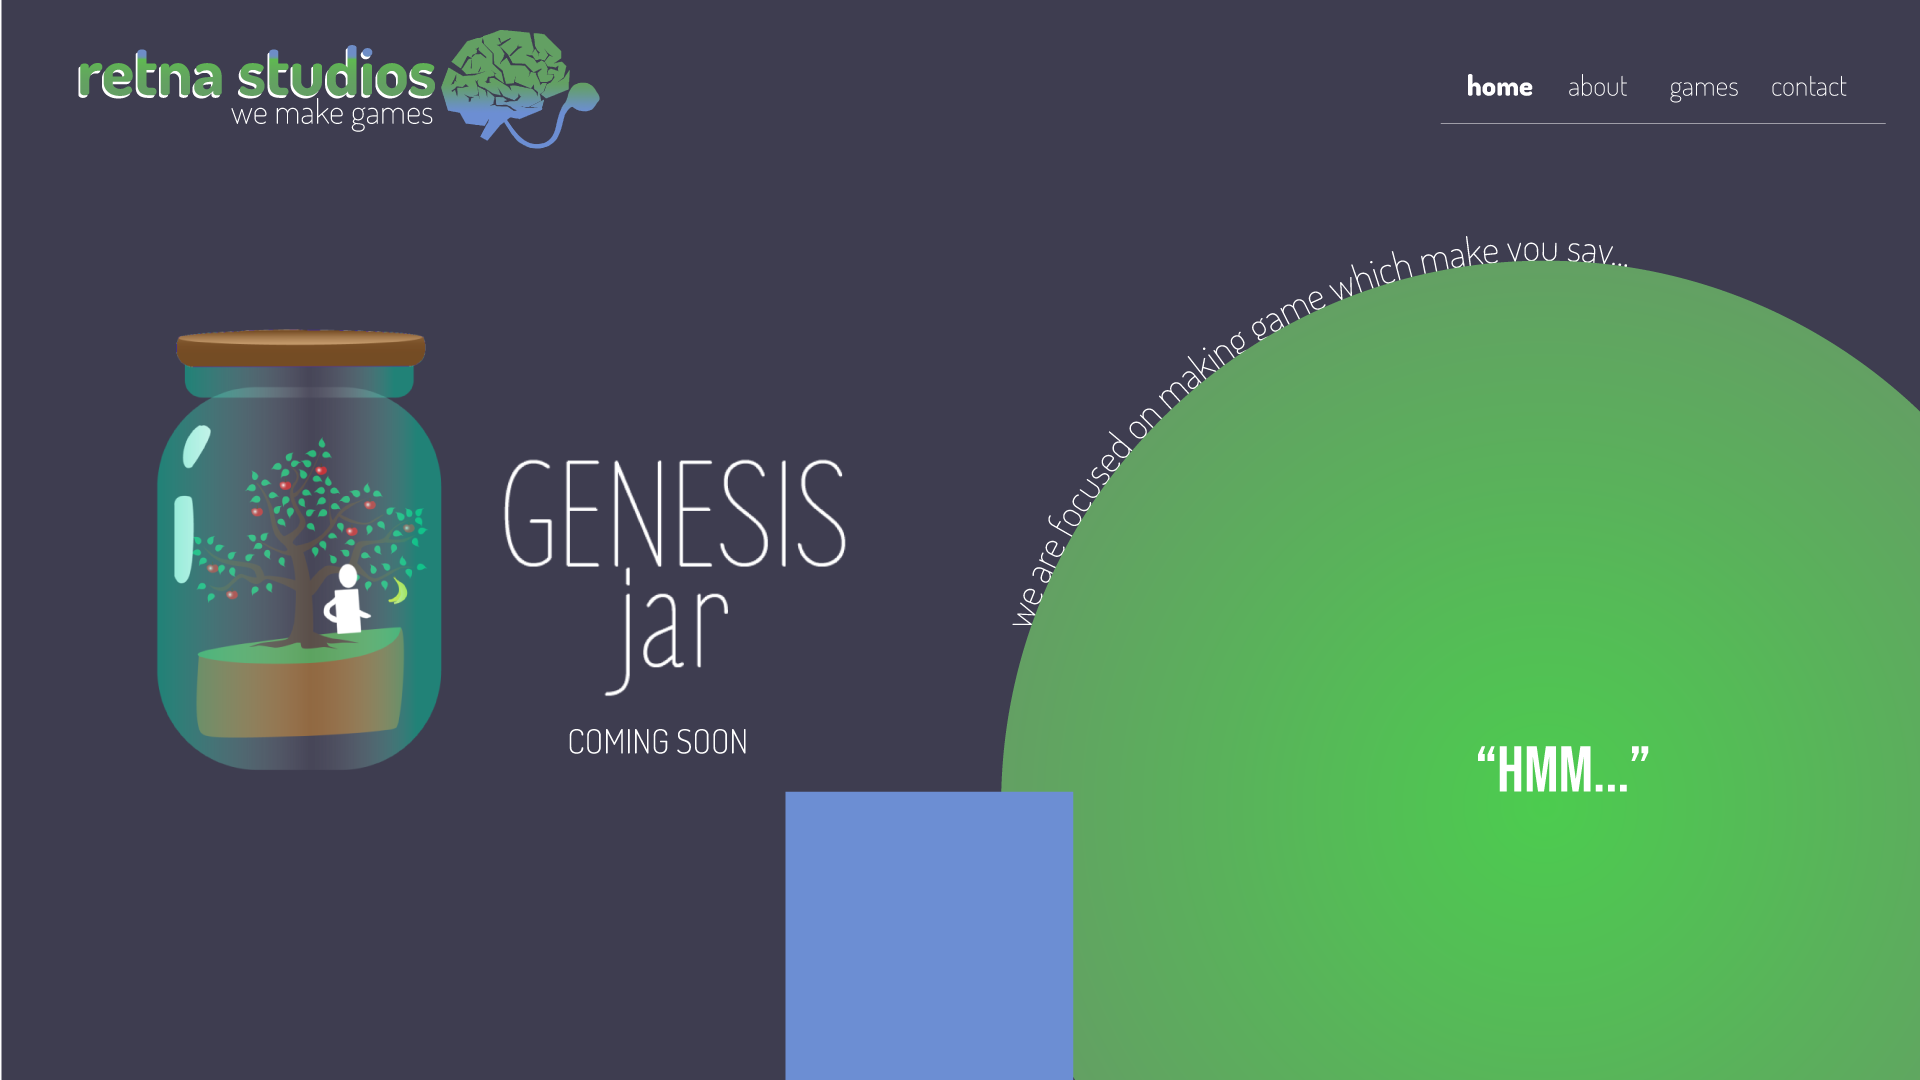 retna studios
we make games
home about games contact
we are focused on making game which make you say...
GENESIS
jar
COMING SOON
“HMM...”